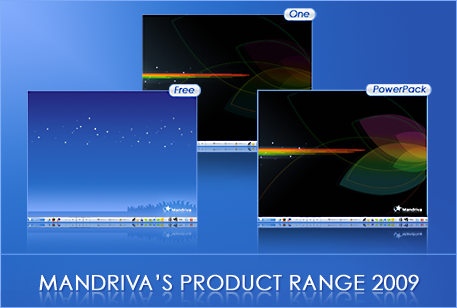 One
Free
PowerPack
Mandriva
Mandriva
MANDRIVA'S PRODUCT RANGE 2009